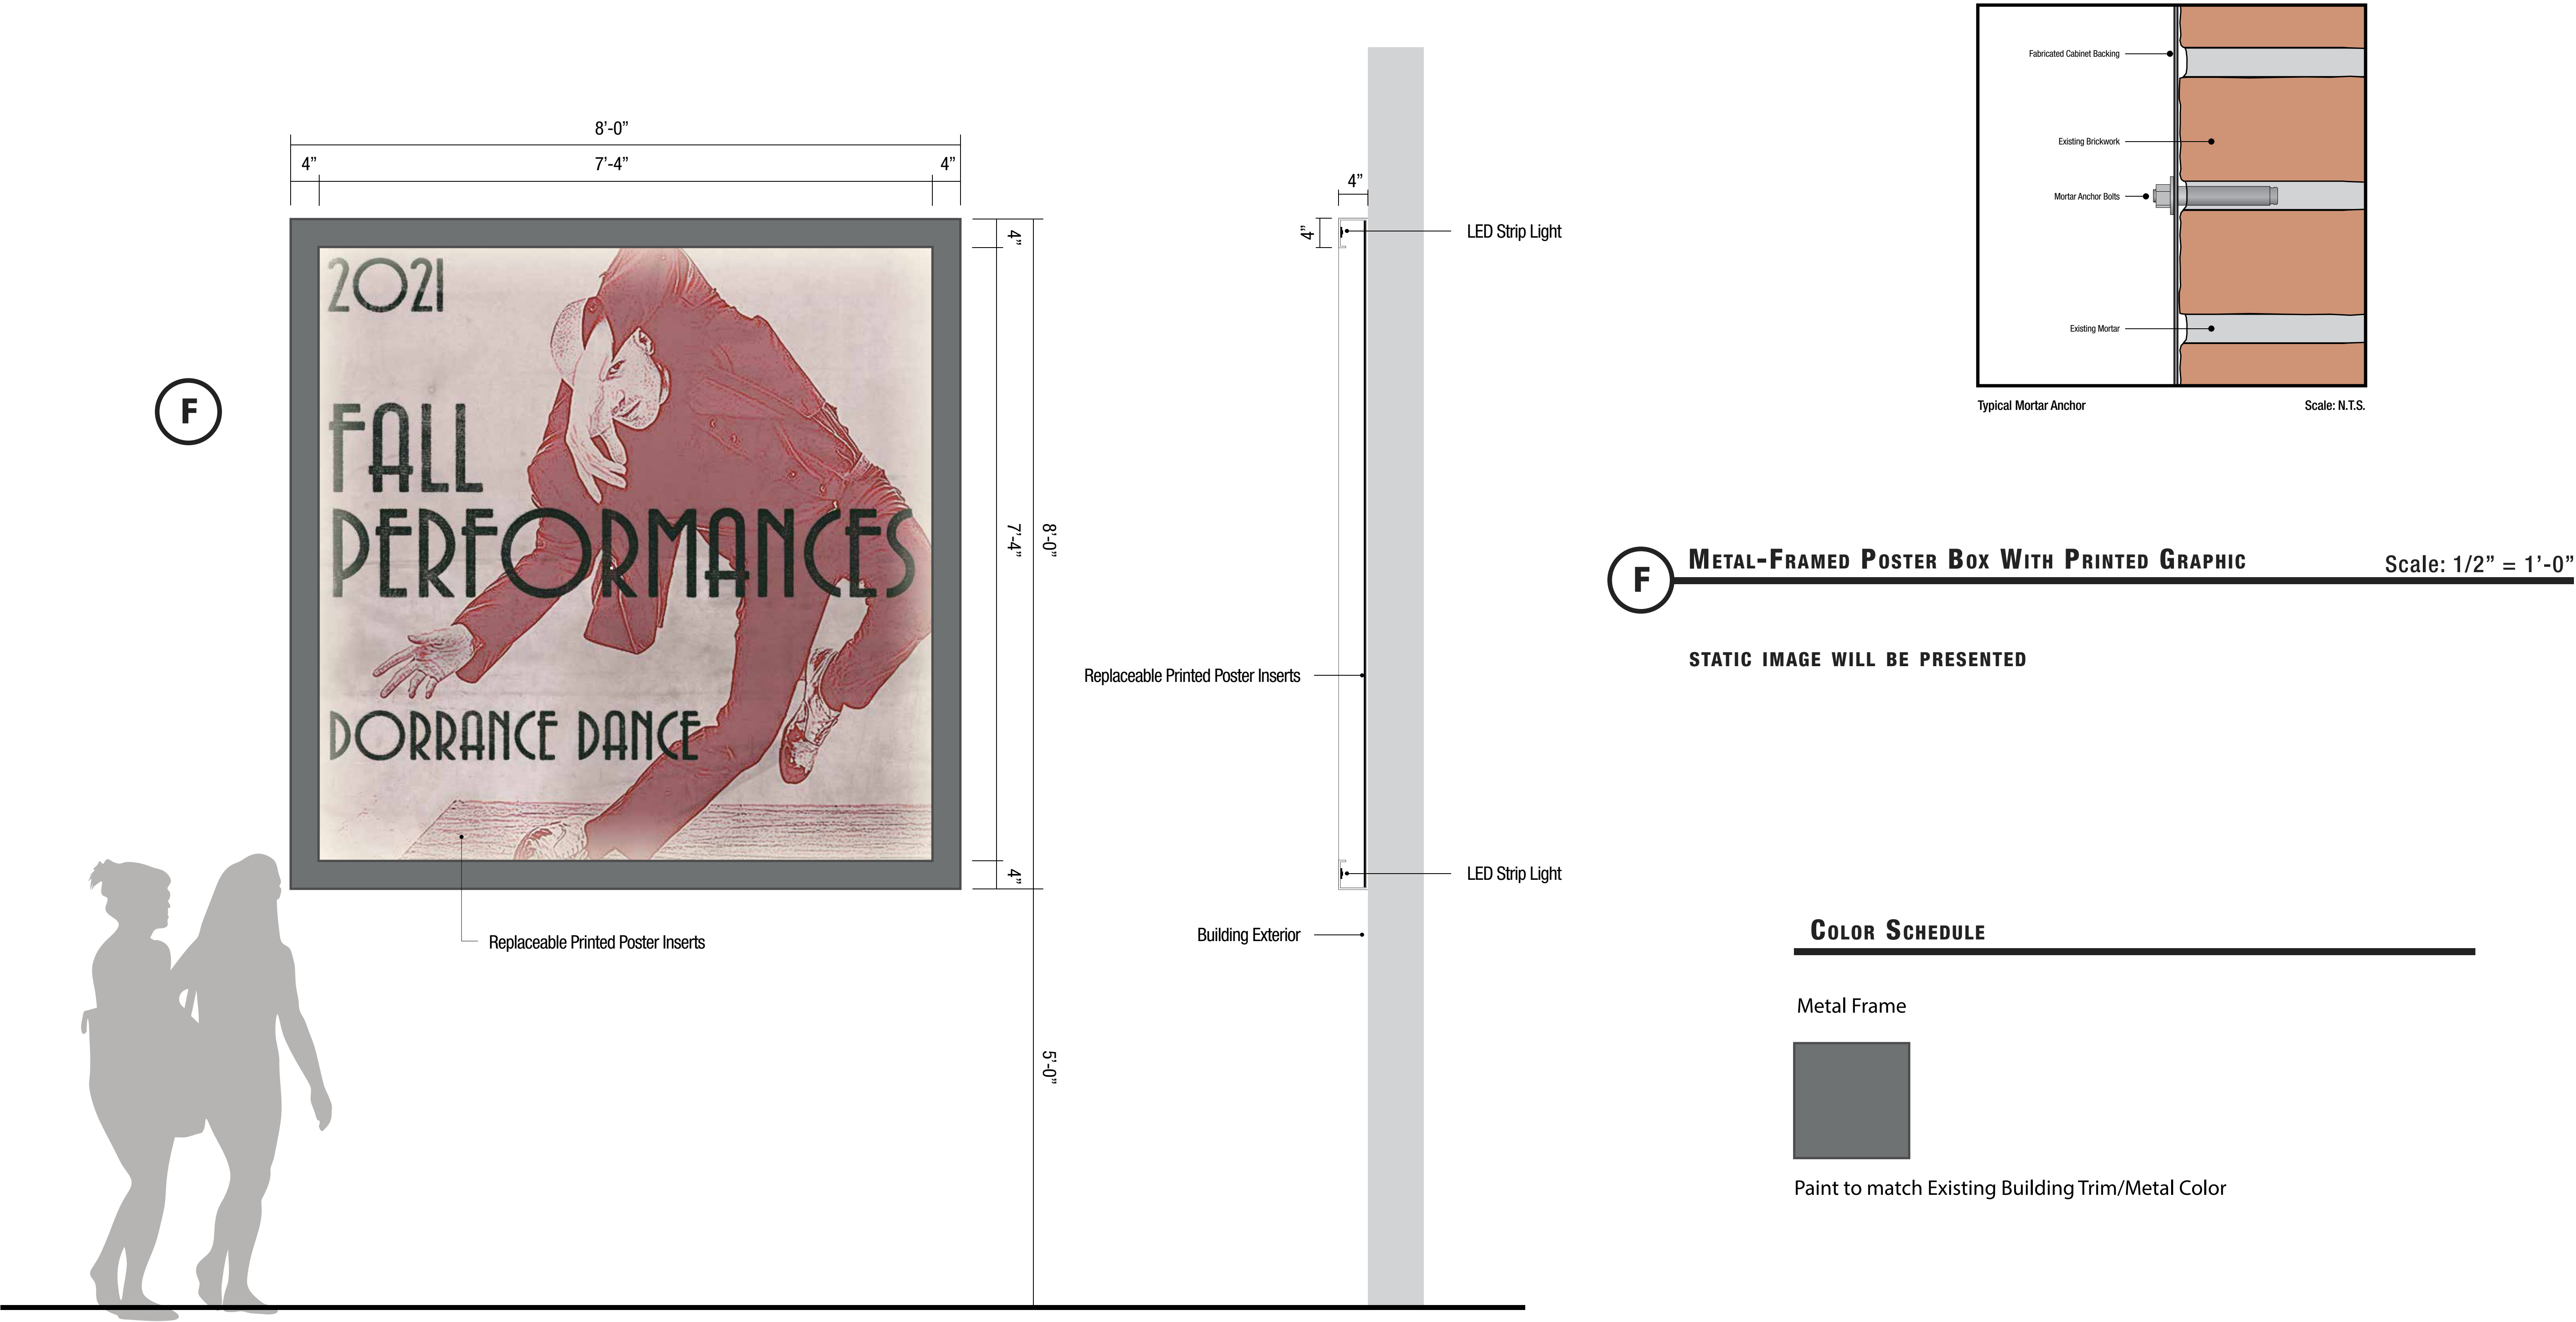 8’-0”
4”
7’-4”
4”
F
2021
FALL
PERFORMANCES
DORRANCE DANCE
4”
7’-4”
8’-0”
4”
5’-0”
Replaceable Printed Poster Inserts
4”
4”
LED Strip Light
Replaceable Printed Poster Inserts
LED Strip Light
Building Exterior
Fabricated Cabinet Backing
Existing Brickwork
Mortar Anchor Bolts
Existing Mortar
Typical Mortar Anchor
Scale: N.T.S.
F
Metal-Framed Poster Box With Printed Graphic
Scale: 1/2” = 1’-0”
static image will be presented
Color Schedule
Metal Frame
Paint to match Existing Building Trim/Metal Color